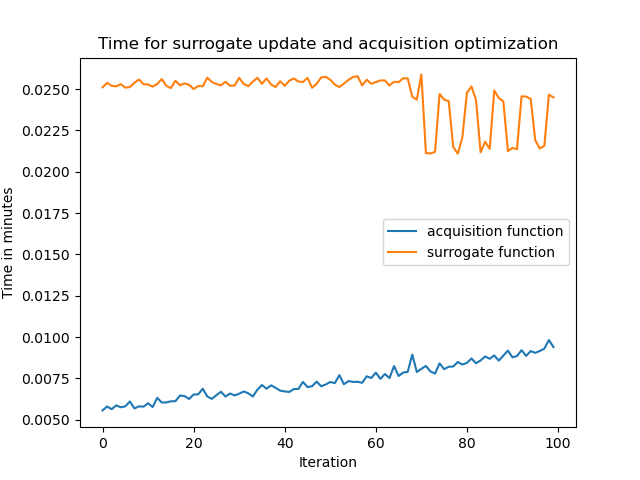 Time for surrogate update and acquisition optimization
0.0250
0.0225
0.0200
0.0175
0.0150
0.0125
0.0100
0.0075
0.0050
Time in minutes
acquisition function
surrogate function
0 20 40 60 80 100
Iteration